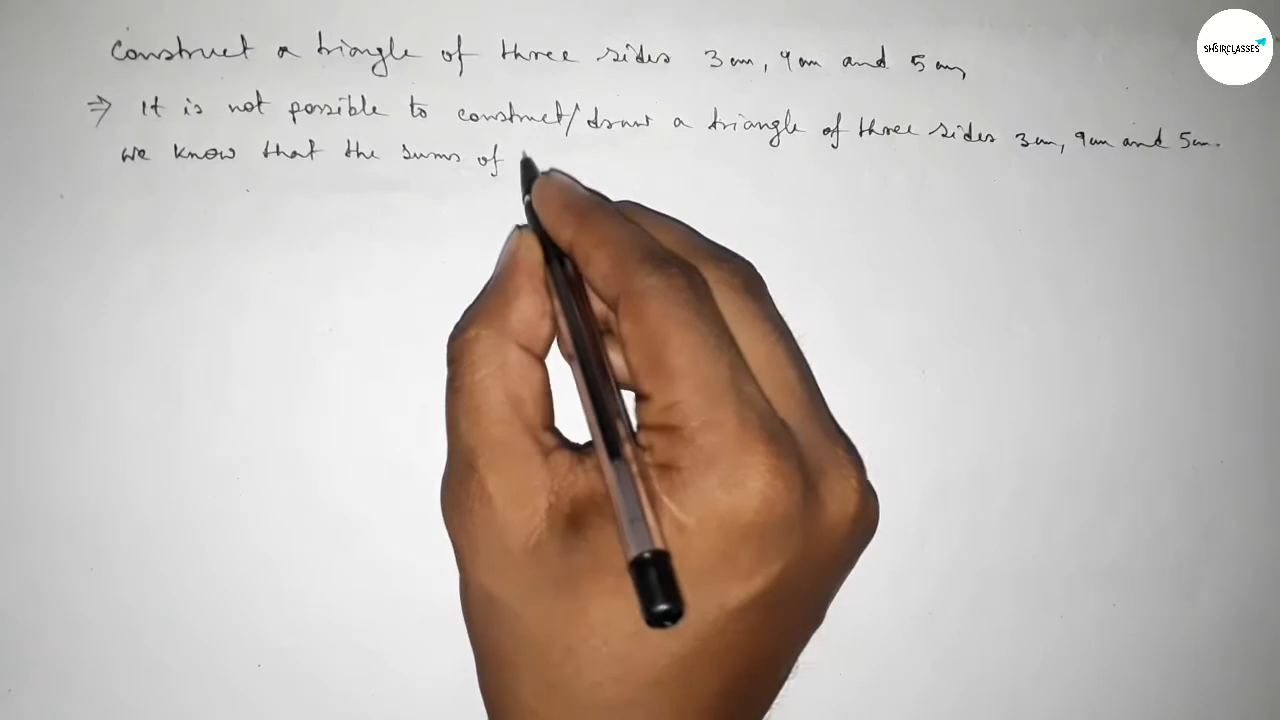 SHSIRCLASSES
Construct a triangle of three sides 3cm, 9cm and 5cm,
⇒ It is not possible to construct/draw a triangle of three sides 3cm, 9cm and 5cm.
We know that the sums of